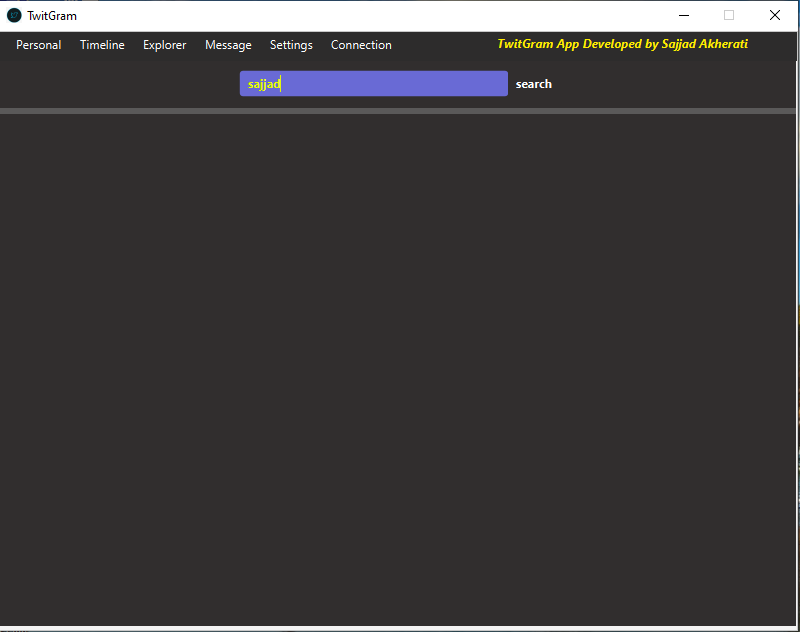 TwitGram
Personal Timeline Explorer Message Settings Connection TwitGram App Developed by Sajjad Akherati
sajjad search